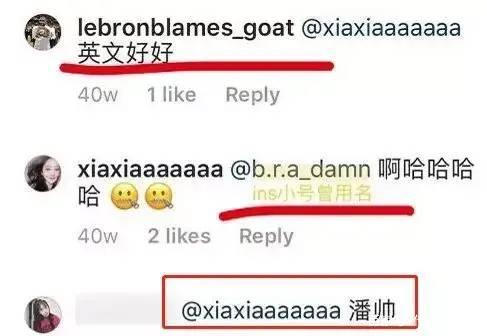 lebronblames_goat @xiaxiaaaaaaa
英文好好
40w 1 like Reply
xiaxiaaaaaaa @b.r.a_damn 啊哈哈哈
哈 🤐🤐
ins小号曾用名
40w 2 likes Reply
@xiaxiaaaaaaa 潘帅